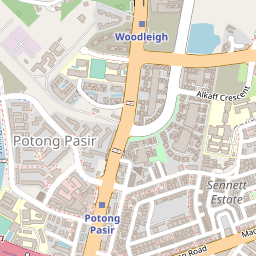 Woodleigh
Alkaff Crescent
Potong Pasir
Sennett
Estate
Potong
Pasir
Road